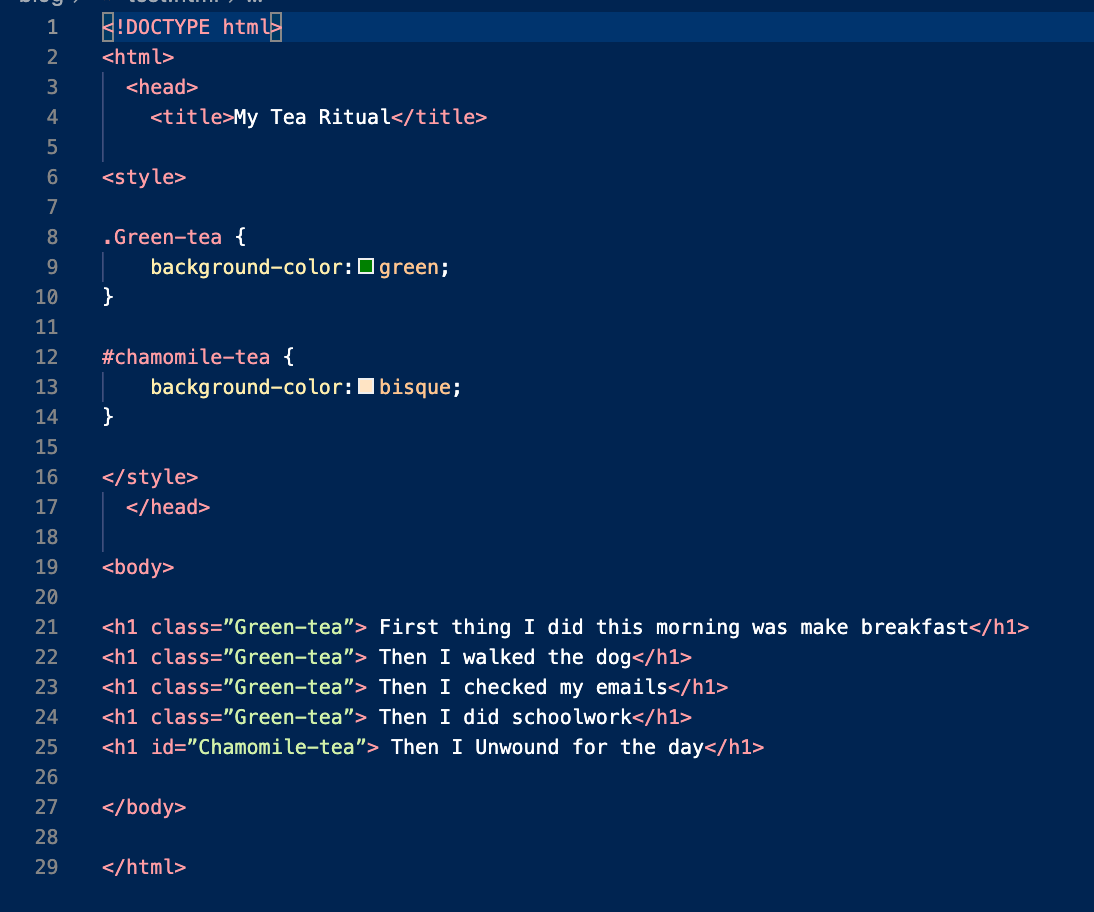 1 <!DOCTYPE html>
2 <html>
3   <head>
4     <title>My Tea Ritual</title>
5
6 <style>
7
8 .Green-tea {
9     background-color: green;
10 }
11
12 #chamomile-tea {
13     background-color: bisque;
14 }
15
16 </style>
17   </head>
18
19 <body>
20
21 <h1 class=”Green-tea”> First thing I did this morning was make breakfast</h1>
22 <h1 class=”Green-tea”> Then I walked the dog</h1>
23 <h1 class=”Green-tea”> Then I checked my emails</h1>
24 <h1 class=”Green-tea”> Then I did schoolwork</h1>
25 <h1 id=”Chamomile-tea”> Then I Unwound for the day</h1>
26
27 </body>
28
29 </html>